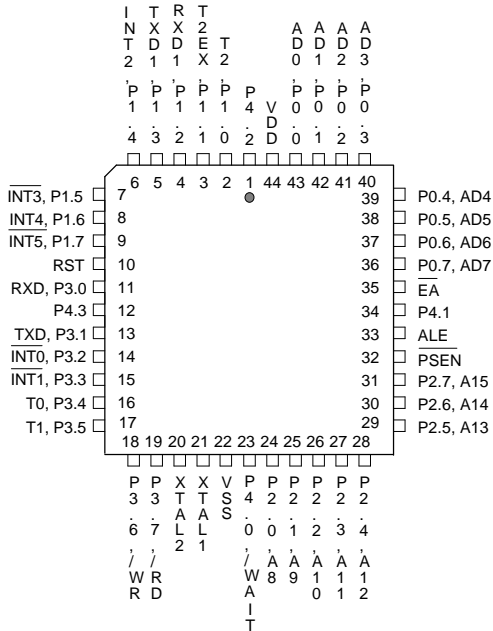 INT2, P1.4
TXD1, P1.3
RXD1, P1.2
T2EX, P1.1
T2, P1.0
P4.2
VDD
AD0, P0.0
AD1, P0.1
AD2, P0.2
AD3, P0.3
6 5 4 3 2 1 44 43 42 41 40
INT3, P1.5 7
INT4, P1.6 8
INT5, P1.7 9
RST 10
RXD, P3.0 11
P4.3 12
TXD, P3.1 13
INT0, P3.2 14
INT1, P3.3 15
T0, P3.4 16
T1, P3.5 17
39 P0.4, AD4
38 P0.5, AD5
37 P0.6, AD6
36 P0.7, AD7
35 EA
34 P4.1
33 ALE
32 PSEN
31 P2.7, A15
30 P2.6, A14
29 P2.5, A13
18 19 20 21 22 23 24 25 26 27 28
P3.6, /WR
P3.7, /RD
XTAL2
XTAL1
VSS
P4.0, /WAIT
P2.0, A8
P2.1, A9
P2.2, A10
P2.3, A11
P2.4, A12